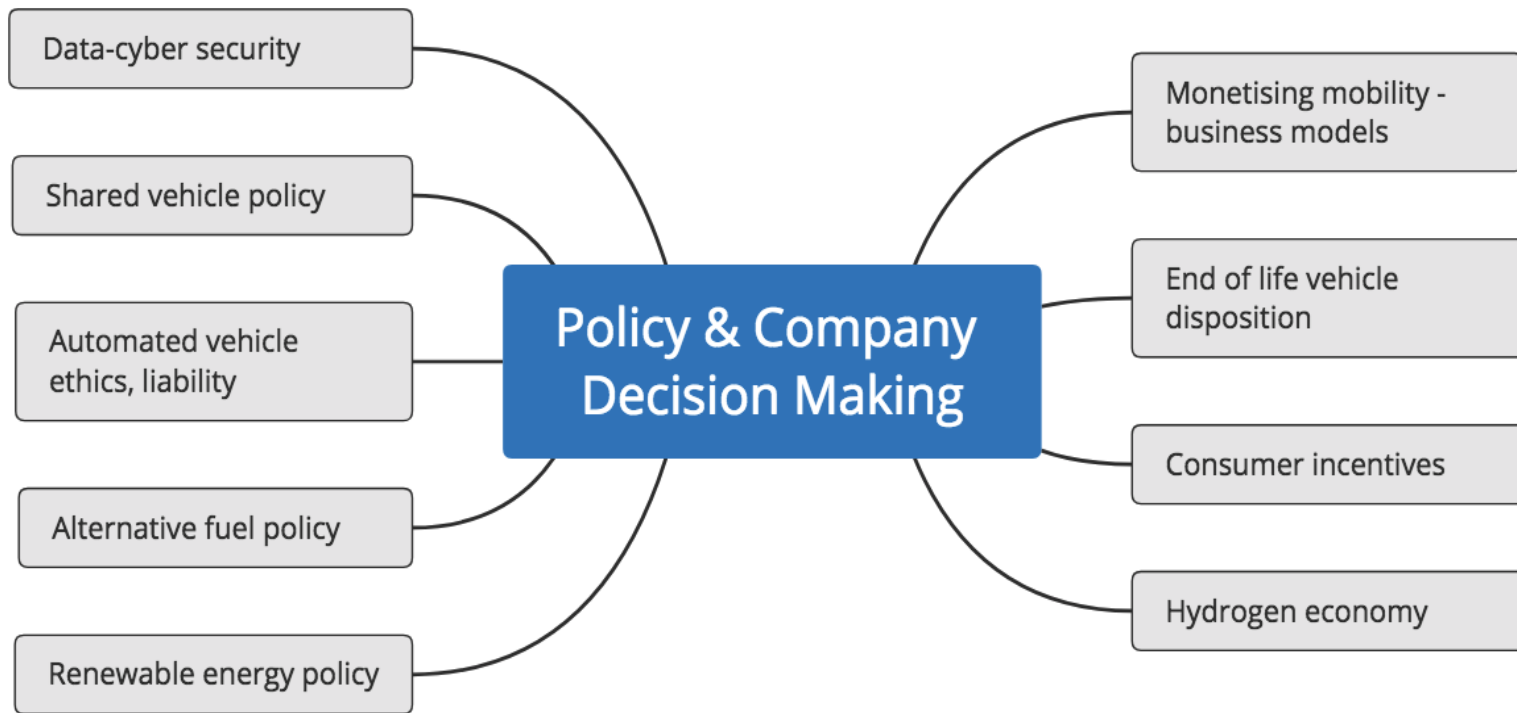 Data-cyber security
Shared vehicle policy
Automated vehicle
ethics, liability
Alternative fuel policy
Renewable energy policy
Policy & Company
Decision Making
Monetising mobility -
business models
End of life vehicle
disposition
Consumer incentives
Hydrogen economy